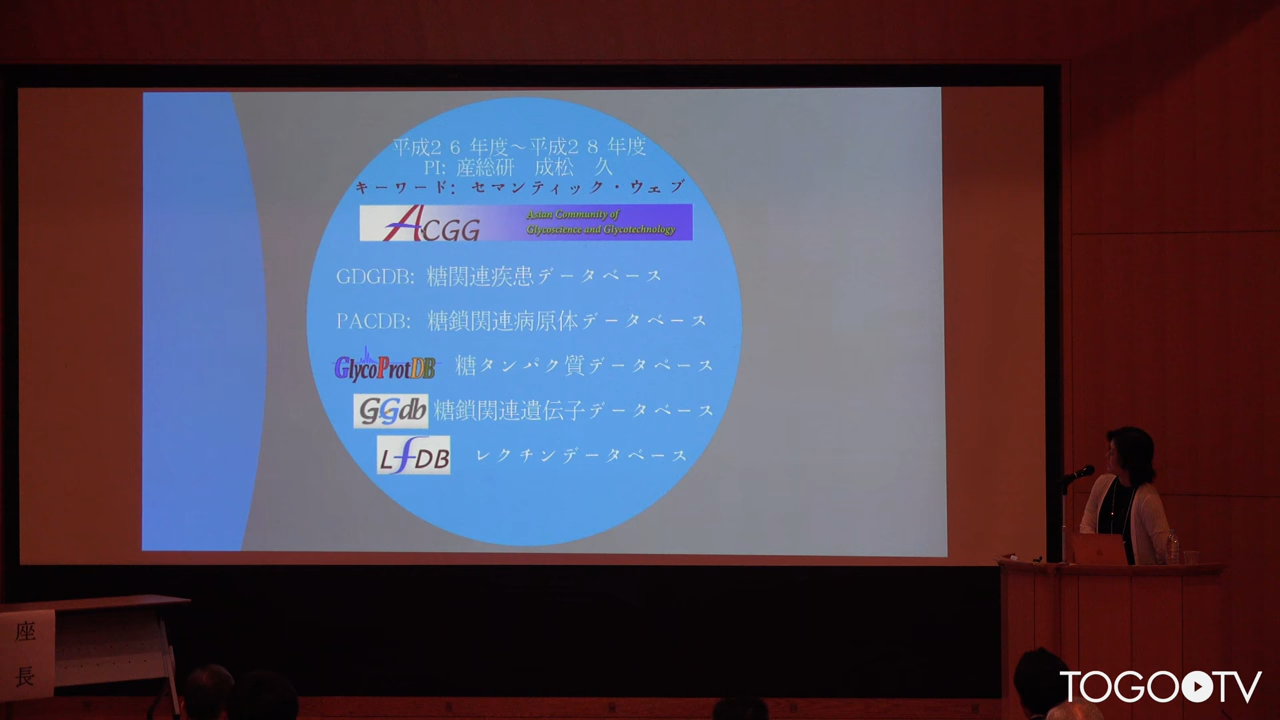 平成26年度～平成28年度
PI: 産総研　成松　久
キーワード: セマンティック・ウェブ
ACGG Asian Community of
Glycoscience and Glycotechnology
GDGDB: 糖関連疾患データベース
PACDB: 糖鎖関連病原体データベース
GlycoProtDB 糖タンパク質データベース
GGdb 糖鎖関連遺伝子データベース
LfDB レクチンデータベース
座長
TOGO TV